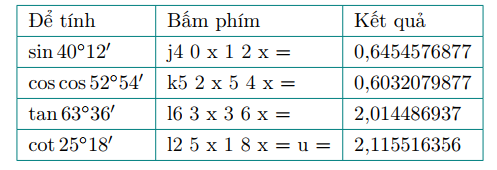 Để tính Bấm phím Kết quả
sin 40°12′ j4 0 x 1 2 x = 0,6454576877
cos cos 52°54′ k5 2 x 5 4 x = 0,6032079877
tan 63°36′ l6 3 x 3 6 x = 2,014486937
cot 25°18′ l2 5 x 1 8 x = u = 2,115516356